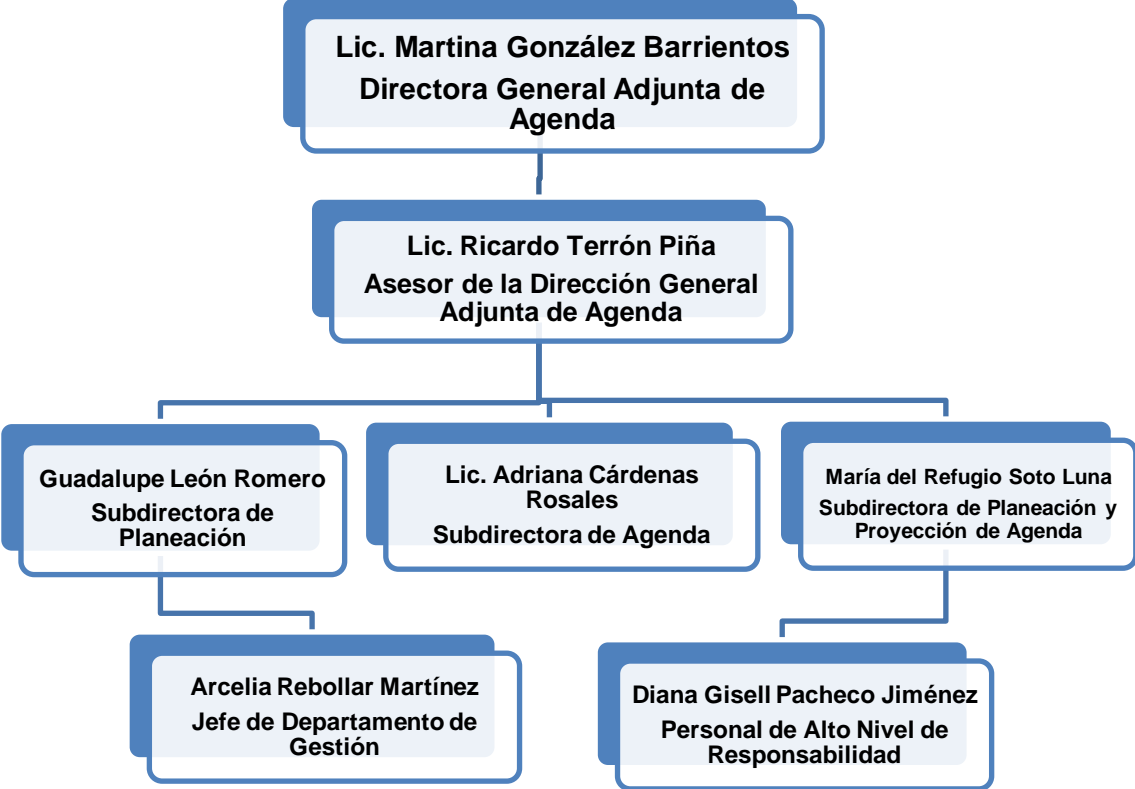 Lic. Martina González Barrientos
Directora General Adjunta de
Agenda
Lic. Ricardo Terrón Piña
Asesor de la Dirección General
Adjunta de Agenda
Guadalupe León Romero
Subdirectora de
Planeación
Lic. Adriana Cárdenas
Rosales
Subdirectora de Agenda
María del Refugio Soto Luna
Subdirectora de Planeación y
Proyección de Agenda
Arcelia Rebollar Martínez
Jefe de Departamento de
Gestión
Diana Gisell Pacheco Jiménez
Personal de Alto Nivel de
Responsabilidad